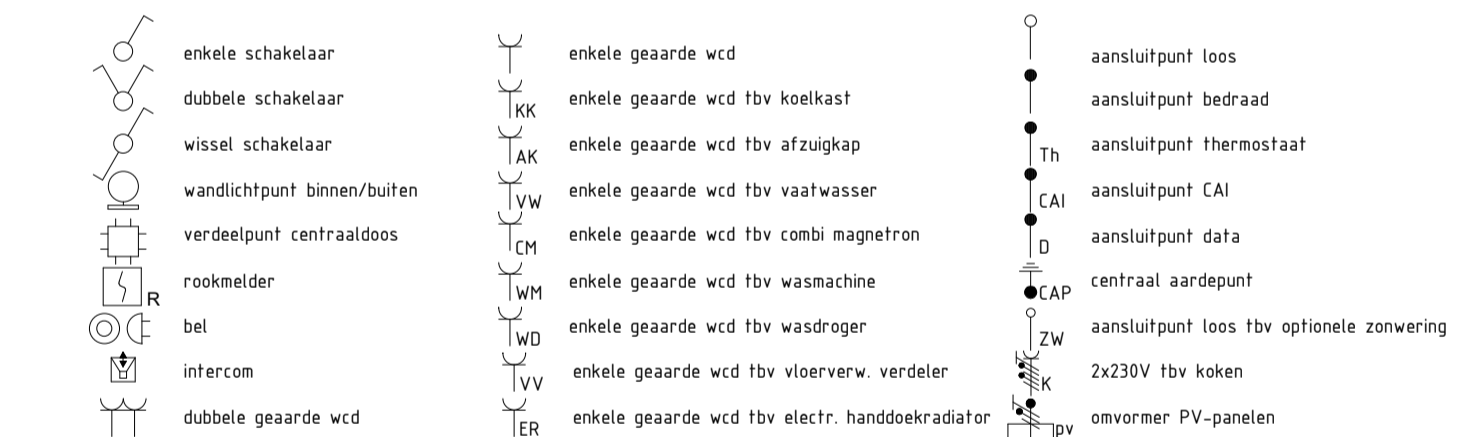 enkele schakelaar
dubbele schakelaar
wissel schakelaar
wandlichtpunt binnen/buiten
verdeelpunt centraaldoos
R rookmelder
bel
intercom
dubbele geaarde wcd
enkele geaarde wcd
KK enkele geaarde wcd tbv koelkast
AK enkele geaarde wcd tbv afzuigkap
VW enkele geaarde wcd tbv vaatwasser
CM enkele geaarde wcd tbv combi magnetron
WM enkele geaarde wcd tbv wasmachine
WD enkele geaarde wcd tbv wasdroger
VV enkele geaarde wcd tbv vloerverw. verdeler
ER enkele geaarde wcd tbv electr. handdoekradiator
aansluitpunt loos
aansluitpunt bedraad
Th aansluitpunt thermostaat
CAI aansluitpunt CAI
D aansluitpunt data
CAP centraal aardepunt
ZW aansluitpunt loos tbv optionele zonwering
K 2x230V tbv koken
pv omvormer PV-panelen